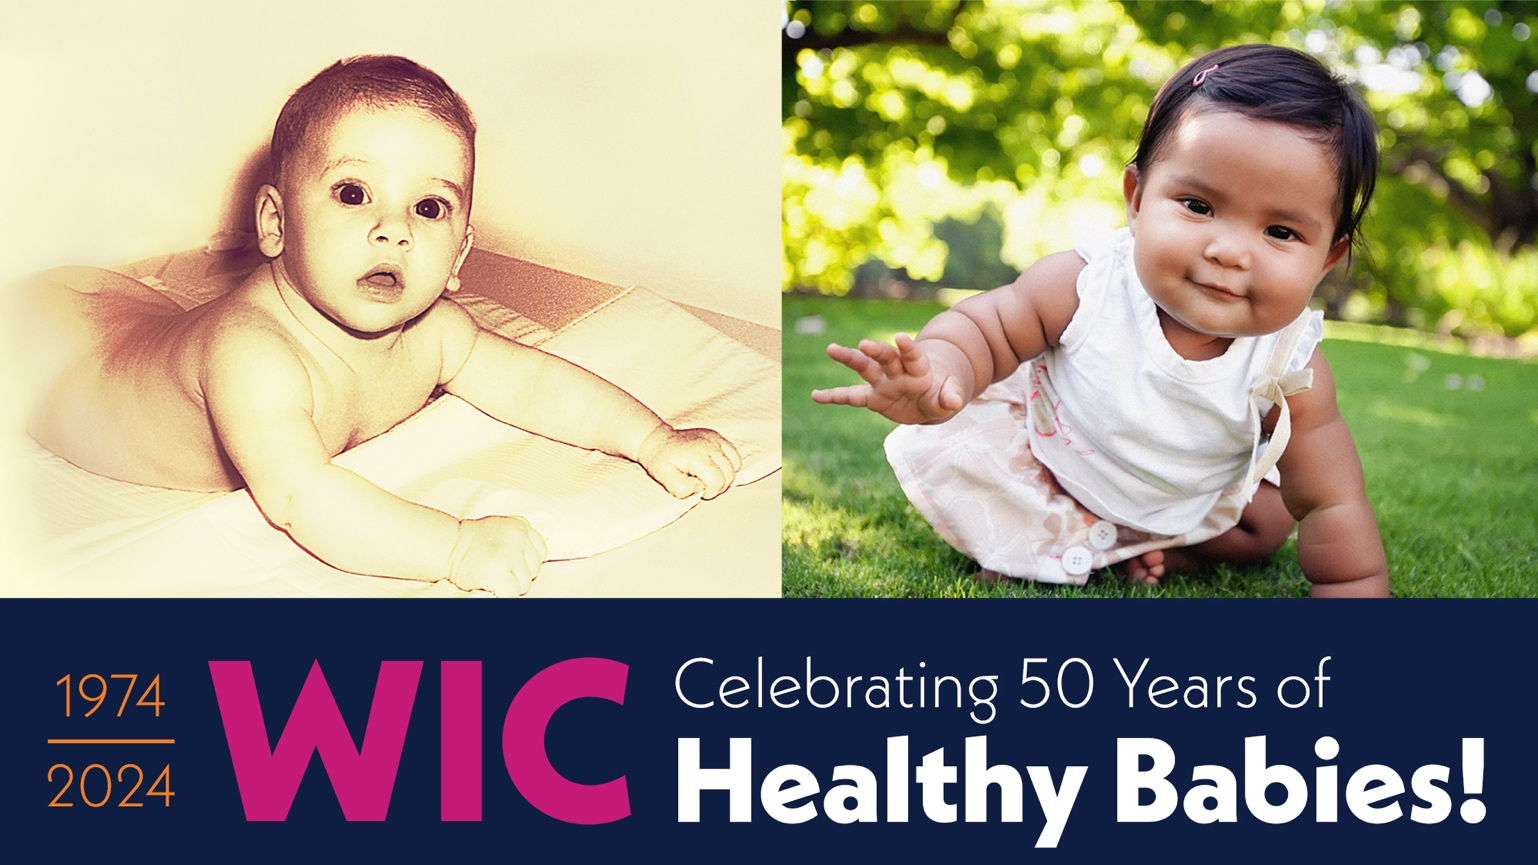 1974
2024
WIC
Celebrating 50 Years of
Healthy Babies!